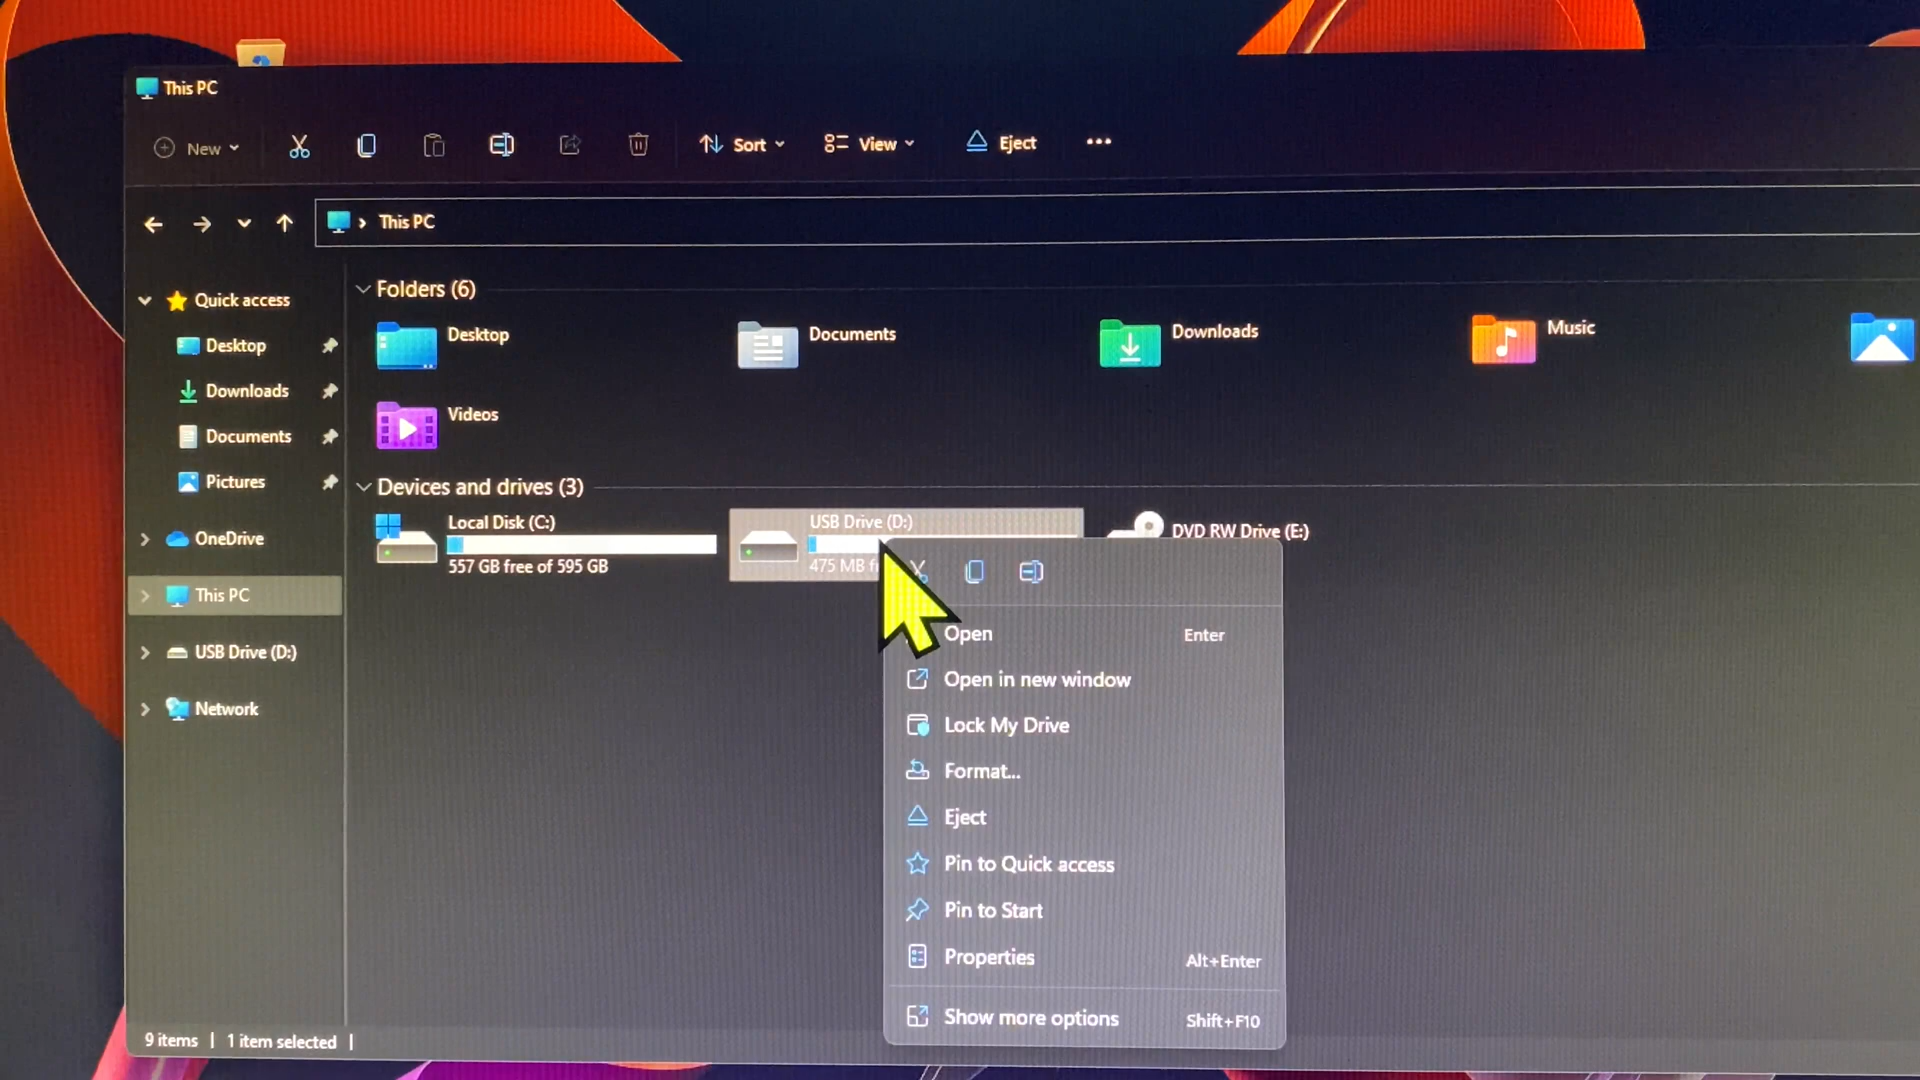 This PC
New
Sort
View
Eject
This PC
Quick access
Desktop
Downloads
Documents
Pictures
OneDrive
This PC
USB Drive (D:)
Network
Folders (6)
Desktop
Documents
Downloads
Music
Videos
Devices and drives (3)
Local Disk (C:)
557 GB free of 595 GB
USB Drive (D:)
475 MB
DVD RW Drive (E:)
Open Enter
Open in new window
Lock My Drive
Format...
Eject
Pin to Quick access
Pin to Start
Properties Alt+Enter
Show more options Shift+F10
9 items | 1 item selected |